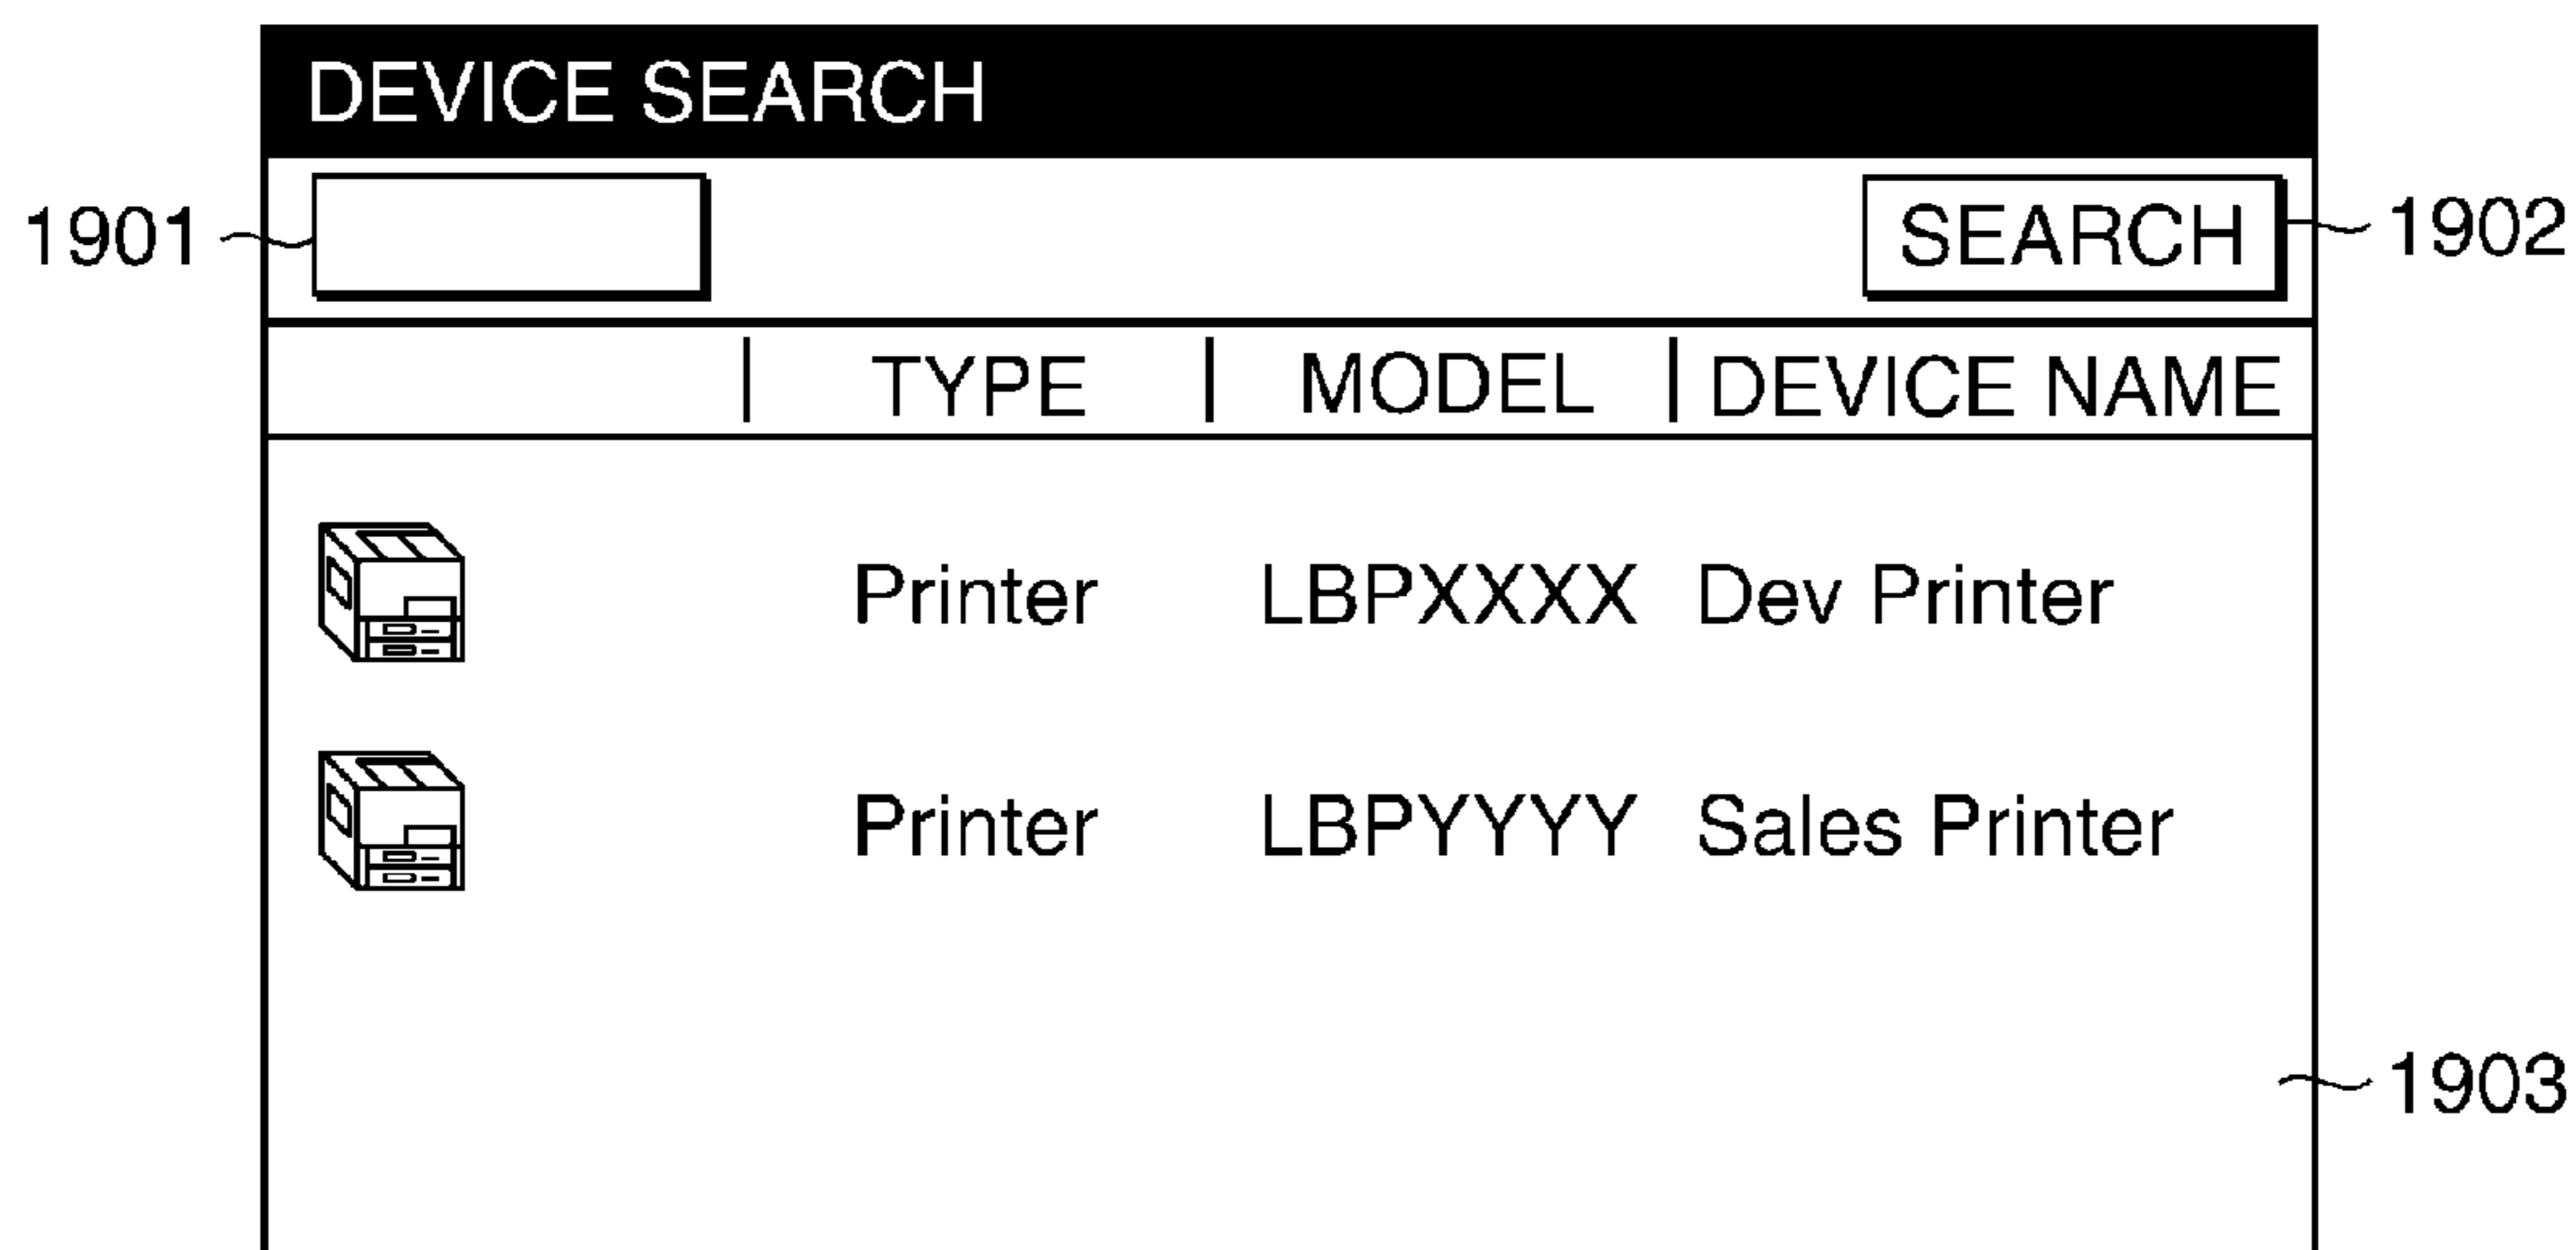 DEVICE SEARCH
1901 SEARCH 1902
TYPE MODEL DEVICE NAME
Printer LBPXXXX Dev Printer
Printer LBPYYYY Sales Printer
1903